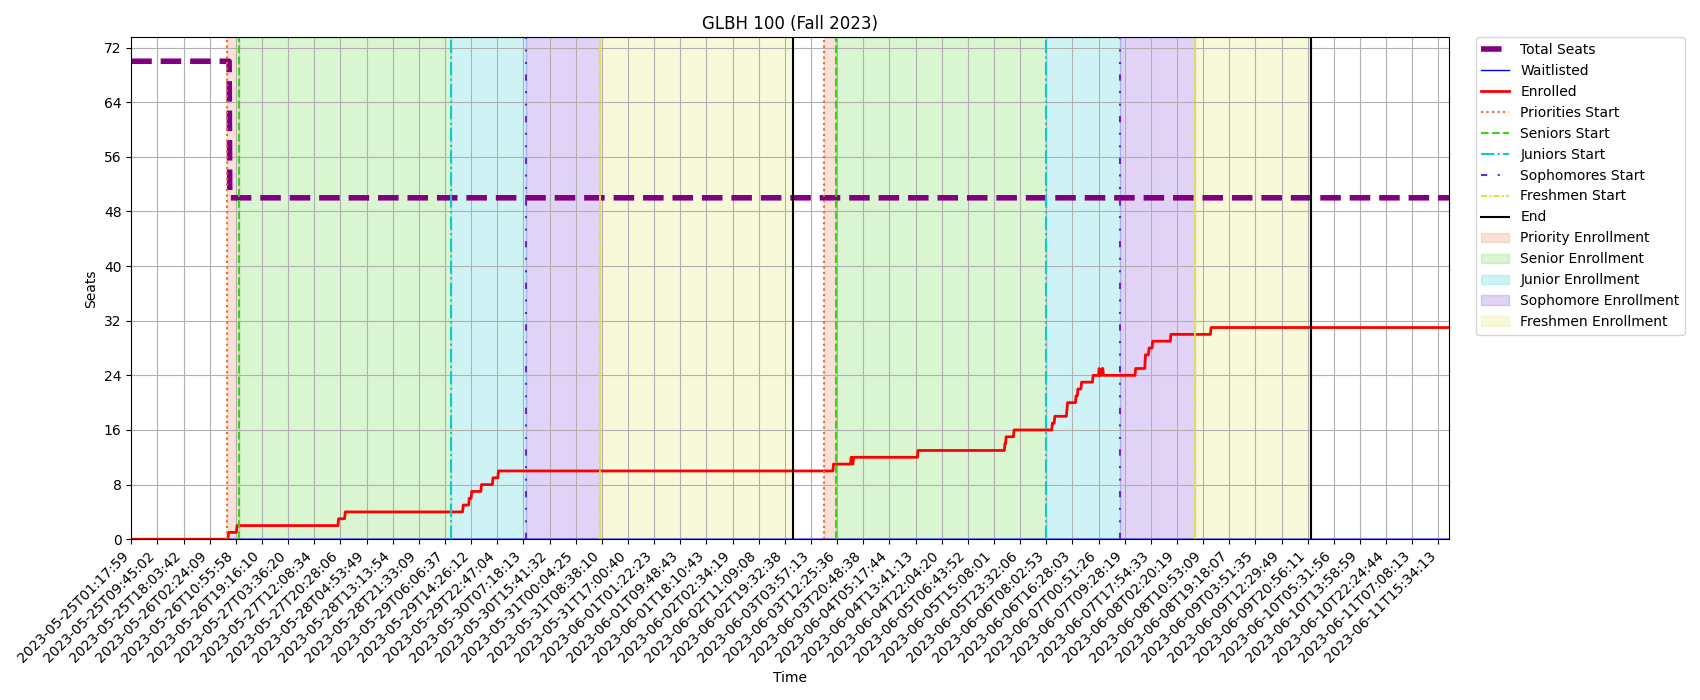 GLBH 100 (Fall 2023)
Seats
72
64
56
48
40
32
24
16
8
0
2023-05-25T01:17:59
2023-05-25T09:45:02
2023-05-25T18:03:42
2023-05-26T02:24:09
2023-05-26T10:55:58
2023-05-26T19:16:10
2023-05-27T03:36:20
2023-05-27T12:08:34
2023-05-27T20:28:06
2023-05-28T04:53:49
2023-05-28T13:13:54
2023-05-28T21:33:09
2023-05-29T06:06:37
2023-05-29T14:26:12
2023-05-29T22:47:04
2023-05-30T07:18:13
2023-05-30T15:41:32
2023-05-31T00:04:25
2023-05-31T08:38:10
2023-05-31T17:00:40
2023-06-01T01:22:23
2023-06-01T09:48:43
2023-06-01T18:10:43
2023-06-02T02:34:19
2023-06-02T11:09:08
2023-06-02T19:32:38
2023-06-03T03:57:13
2023-06-03T12:25:36
2023-06-03T20:48:38
2023-06-04T05:17:44
2023-06-04T13:41:13
2023-06-04T22:04:20
2023-06-05T06:43:52
2023-06-05T15:08:01
2023-06-05T23:32:06
2023-06-06T08:02:53
2023-06-06T16:28:03
2023-06-07T00:51:26
2023-06-07T09:28:19
2023-06-07T17:54:33
2023-06-08T02:20:19
2023-06-08T10:53:09
2023-06-08T19:18:07
2023-06-09T03:51:35
2023-06-09T12:29:49
2023-06-09T20:56:11
2023-06-10T05:31:56
2023-06-10T13:58:59
2023-06-10T22:24:44
2023-06-11T07:08:13
2023-06-11T15:34:13
Time
Total Seats
Waitlisted
Enrolled
Priorities Start
Seniors Start
Juniors Start
Sophomores Start
Freshmen Start
End
Priority Enrollment
Senior Enrollment
Junior Enrollment
Sophomore Enrollment
Freshmen Enrollment